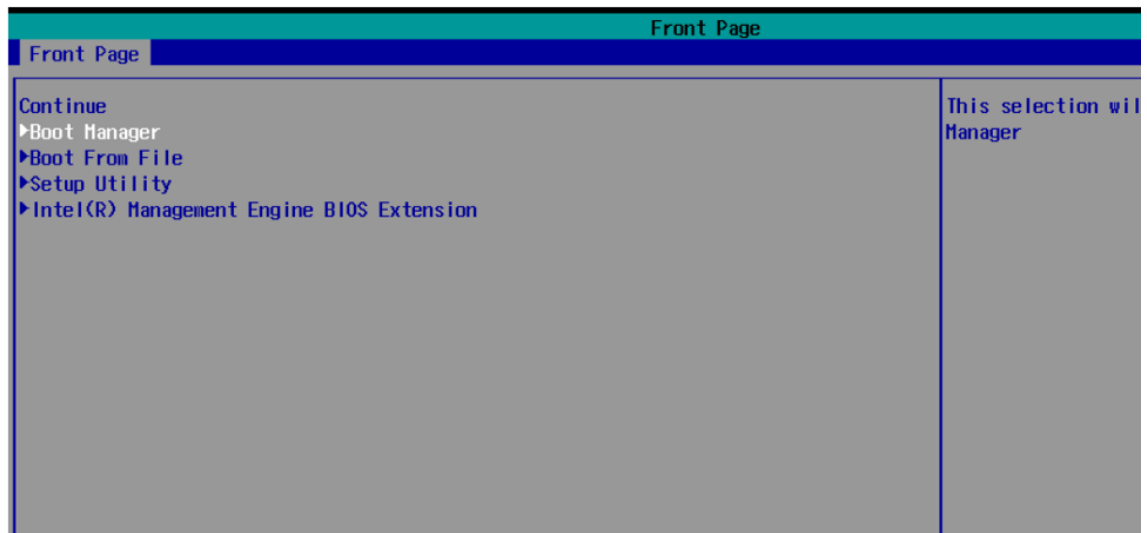 Front Page
Front Page
Continue
Boot Manager
Boot From File
Setup Utility
Intel(R) Management Engine BIOS Extension
This selection wil
Manager